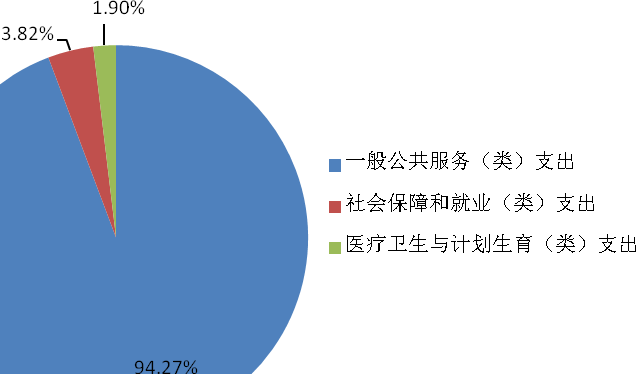 1.90%
3.82%
一般公共服务（类）支出
社会保障和就业（类）支出
医疗卫生与计划生育（类）支出
94.27%